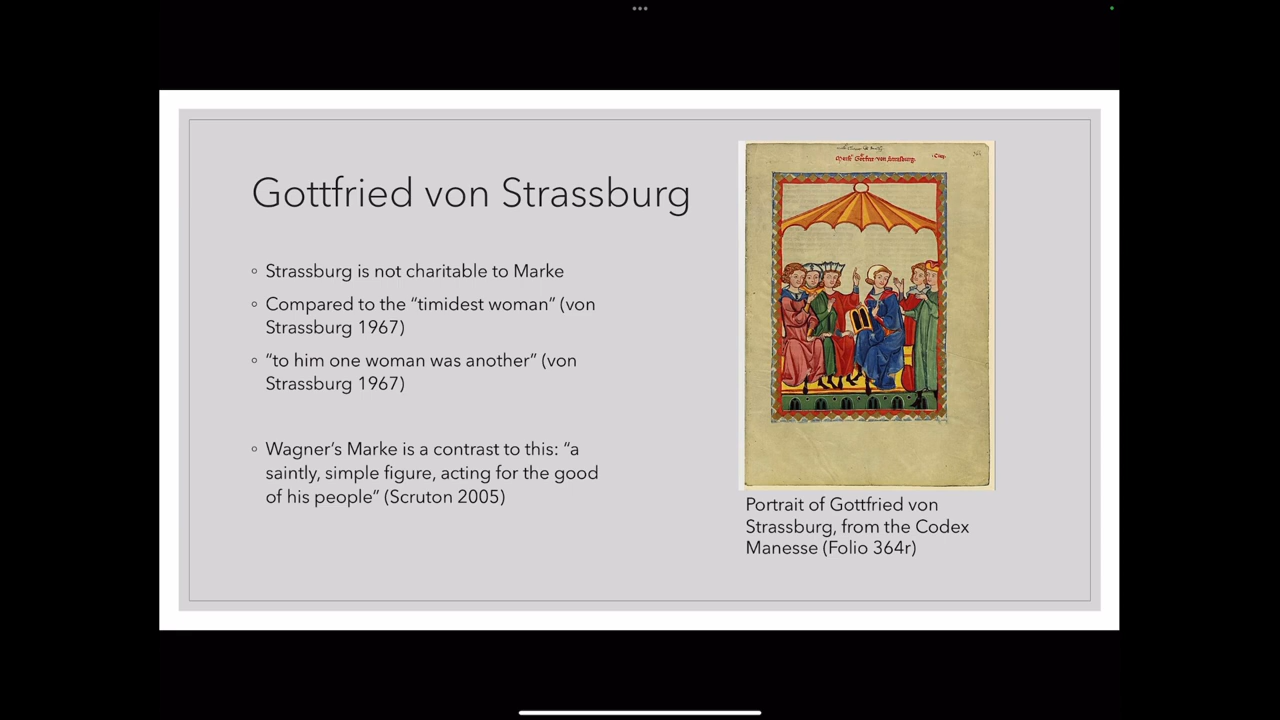 Gottfried von Strassburg
Strassburg is not charitable to Marke
Compared to the “timidest woman” (von
Strassburg 1967)
“to him one woman was another” (von
Strassburg 1967)
Wagner’s Marke is a contrast to this: “a
saintly, simple figure, acting for the good
of his people” (Scruton 2005)
Portrait of Gottfried von
Strassburg, from the Codex
Manesse (Folio 364r)